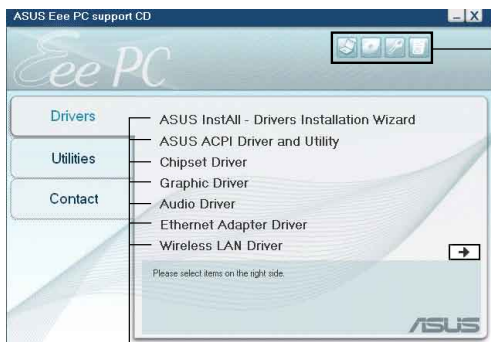 ASUS Eee PC support CD
Eee PC
Drivers
Utilities
Contact
ASUS InstAll - Drivers Installation Wizard
ASUS ACPI Driver and Utility
Chipset Driver
Graphic Driver
Audio Driver
Ethernet Adapter Driver
Wireless LAN Driver
Please select items on the right side.
ASUS